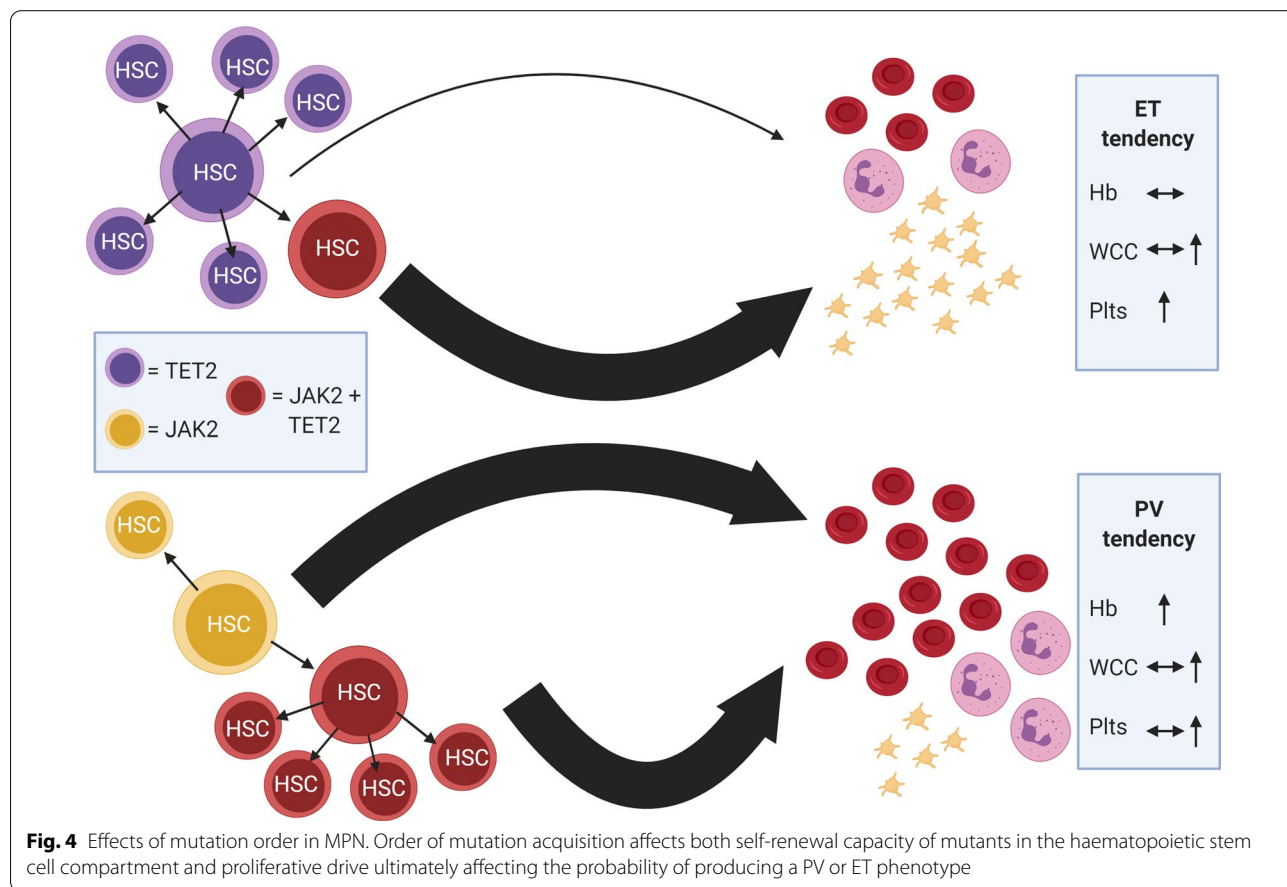 HSC
HSC
HSC
HSC
HSC
HSC
HSC
ET
tendency
Hb
WCC
Plts
= TET2
= JAK2 +
TET2
= JAK2
HSC
HSC
HSC
HSC
HSC
HSC
HSC
PV
tendency
Hb
WCC
Plts
Fig. 4 Effects of mutation order in MPN. Order of mutation acquisition affects both self-renewal capacity of mutants in the haematopoietic stem
cell compartment and proliferative drive ultimately affecting the probability of producing a PV or ET phenotype